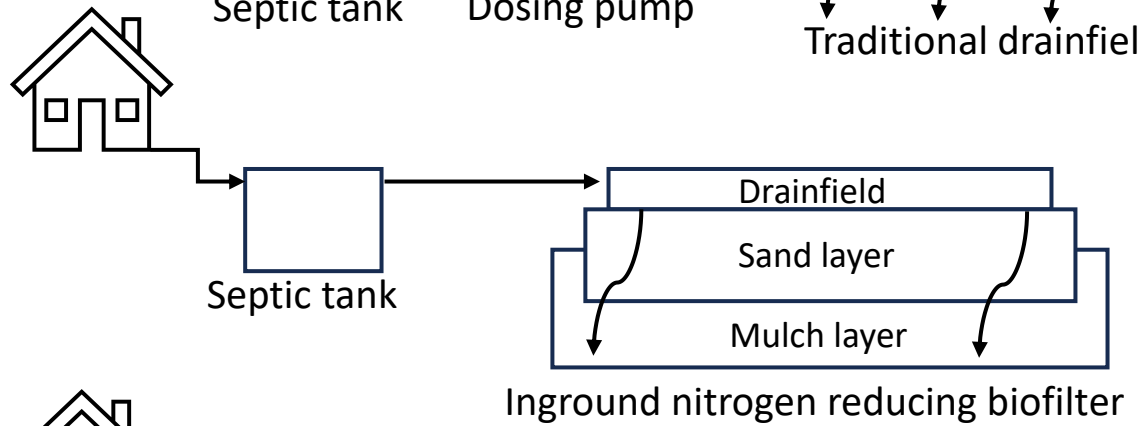 Septic tank
Dosing pump
Traditional drainfiel
Drainfield
Sand layer
Septic tank
Mulch layer
Inground nitrogen reducing biofilter